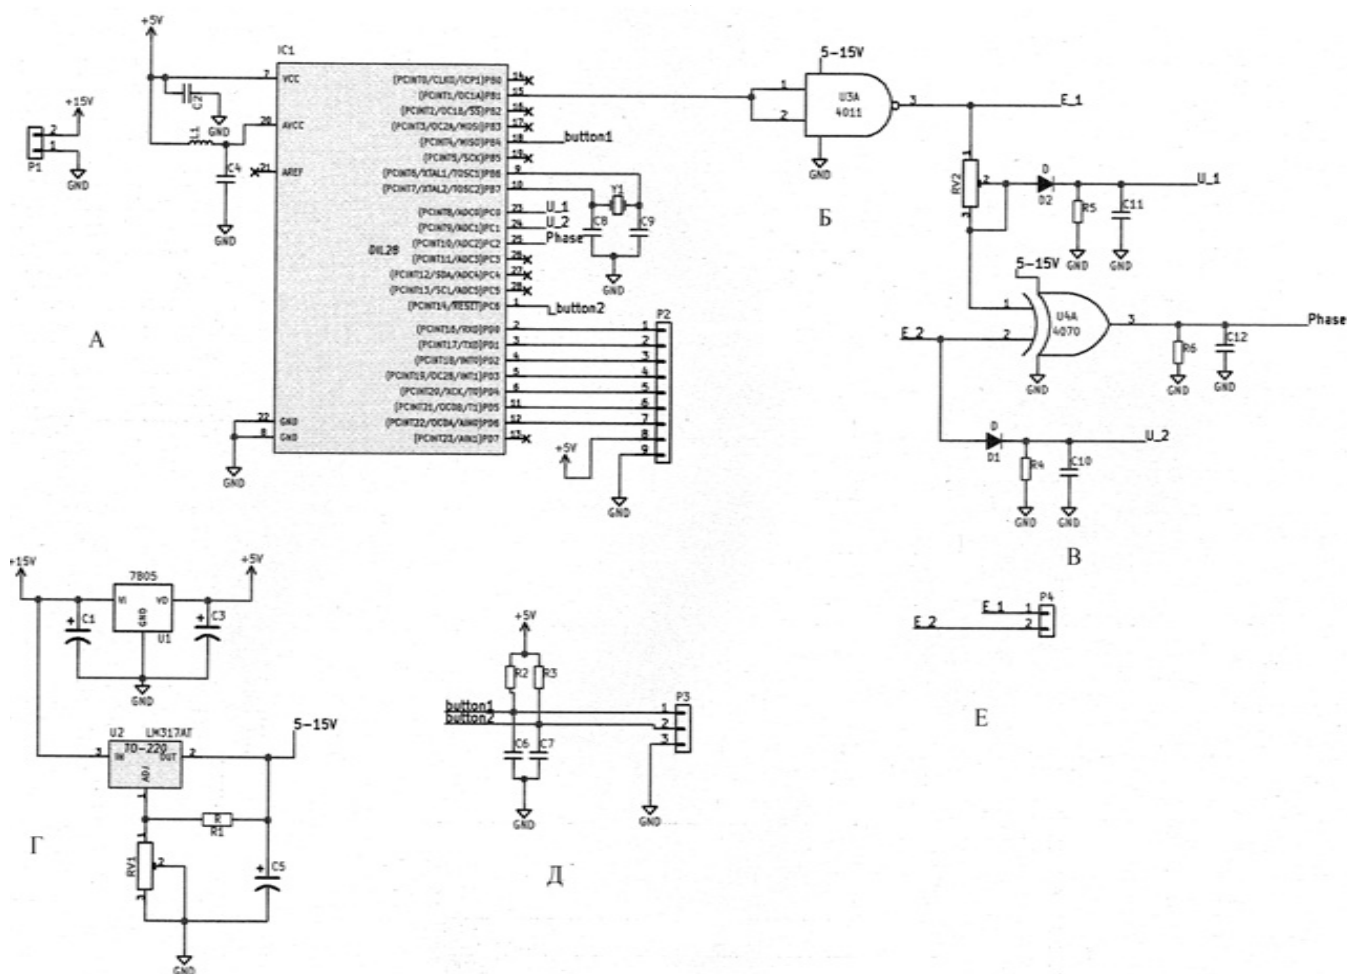 +5V
IC1
7 VCC
C2
GND
+15V
2
1
P1
GND
20 AVCC
L1
21 AREF
C4
GND
DIL28
22 GND
8 GND
GND
(PCINT0/CLKO/ICP1)PB0 14
(PCINT1/OC1A)PB1 15
(PCINT2/OC1B/SS)PB2 16
(PCINT3/OC2A/MOSI)PB3 17
(PCINT4/MISO)PB4 18 button1
(PCINT5/SCK)PB5 19
(PCINT6/XTAL1/TOSC1)PB6 9
(PCINT7/XTAL2/TOSC2)PB7 10
(PCINT8/ADC0)PC0 23 U_1
(PCINT9/ADC1)PC1 24 U_2
(PCINT10/ADC2)PC2 25 Phase
(PCINT11/ADC3)PC3 26
(PCINT12/SDA/ADC4)PC4 27
(PCINT13/SCL/ADC5)PC5 28
(PCINT14/RESET)PC6 1 button2
(PCINT16/RXD)PD0 2
(PCINT17/TXD)PD1 3
(PCINT18/INT0)PD2 4
(PCINT19/OC2B/INT1)PD3 5
(PCINT20/XCK/T0)PD4 6
(PCINT21/OC0B/T1)PD5 11
(PCINT22/OC0A/AIN0)PD6 12
(PCINT23/AIN1)PD7 13
Y1
C8
C9
GND
P2
1
2
3
4
5
6
7
8
9
+5V
GND
А
5-15V
1
2
U3A
4011
3
E_1
GND
Б
RV2
1
2
3
D
D2
R5
C11
U_1
GND
GND
5-15V
1
E_2 2
U4A
4070
3
Phase
R6
C12
GND
GND
GND
D
D1
R4
C10
U_2
GND
GND
В
+15V
7805
+5V
VI
VO
GND
U1
C1
C3
GND
U2 LM317AT
TO-220
3 IN
OUT 2
ADJ
1
5-15V
R
R1
RV1
1
2
3
C5
GND
Г
+5V
R2
R3
button1
button2
P3
1
2
3
C6
C7
GND
GND
Д
P4
E_1 1
E_2 2
Е